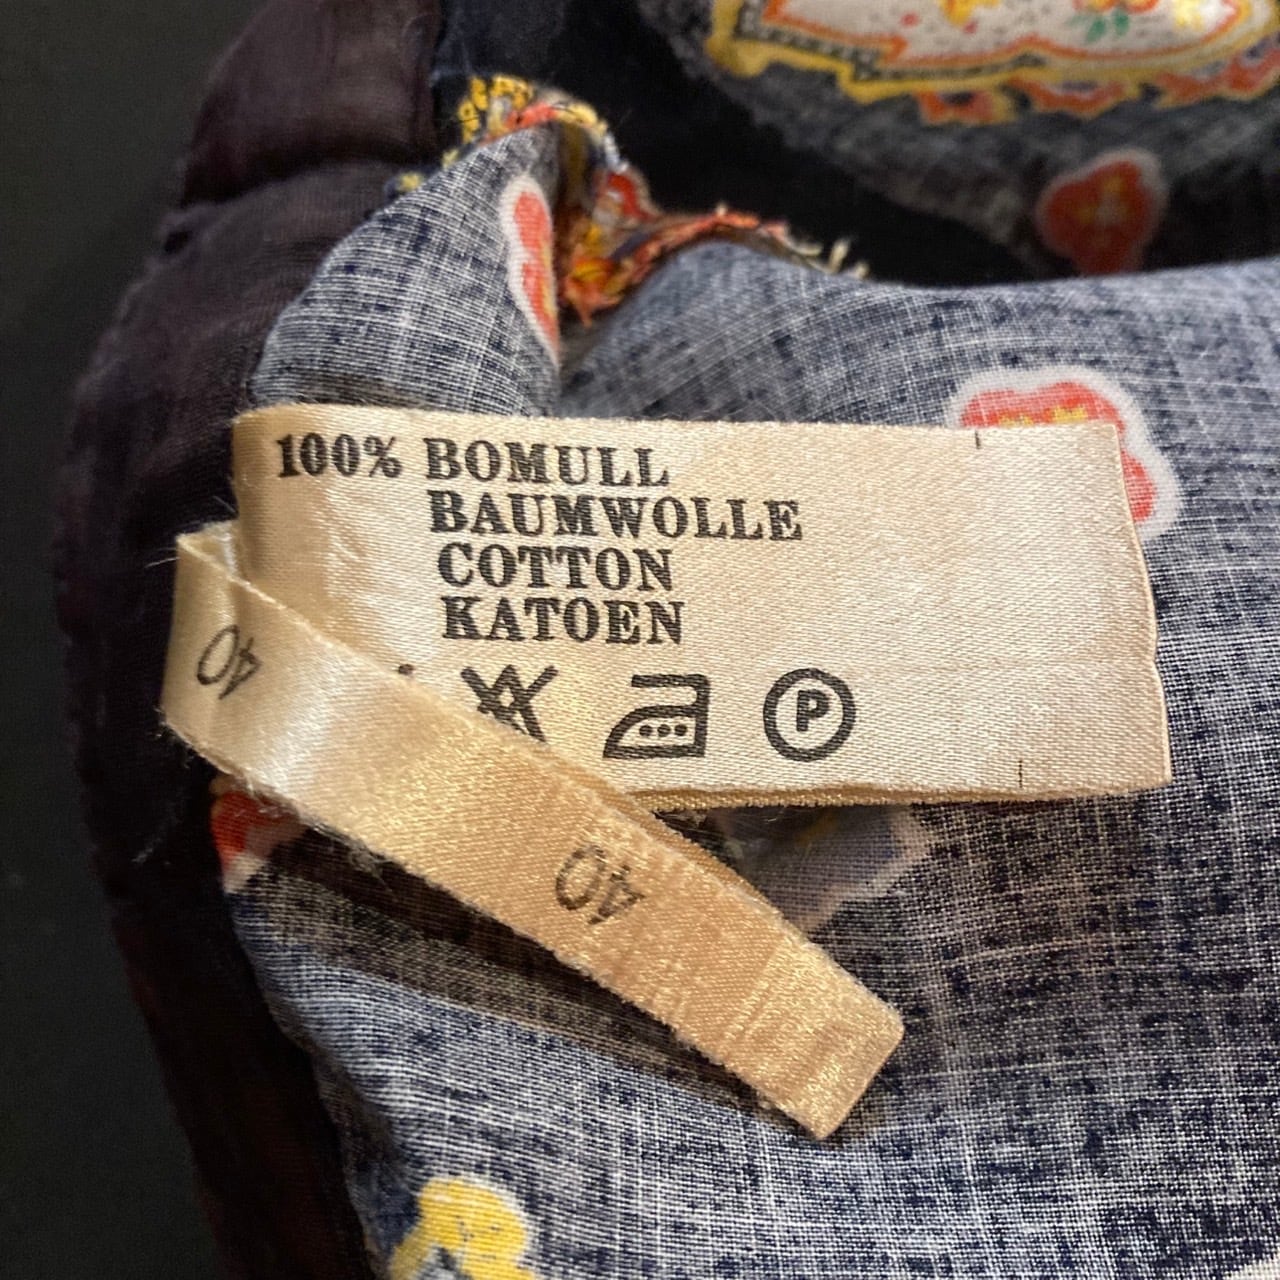 100% BOMULL
BAUMWOLLE
COTTON
KATOEN
P
40
40